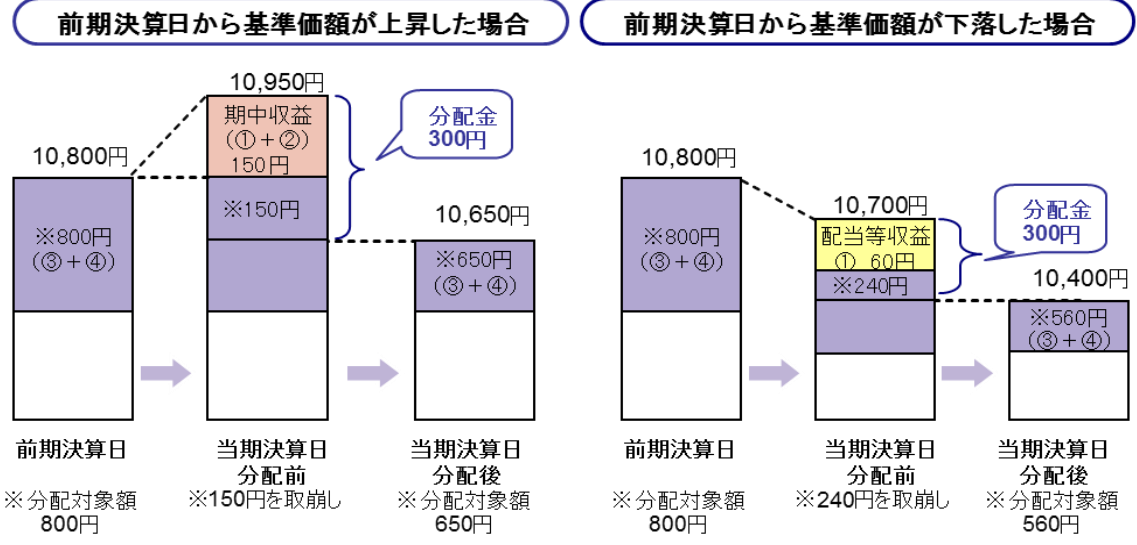 前期決算日から基準価額が上昇した場合
10,950円
期中収益
(①+②)
150円
分配金
300円
10,800円
※800円
(③+④)
※150円
10,650円
※650円
(③+④)
前期決算日
当期決算日
分配前
当期決算日
分配後
※分配対象額
800円
※150円を取崩し
※分配対象額
650円
前期決算日から基準価額が下落した場合
10,800円
※800円
(③+④)
10,700円
配当等収益
① 60円
※240円
分配金
300円
10,400円
※560円
(③+④)
前期決算日
当期決算日
分配前
当期決算日
分配後
※分配対象額
800円
※240円を取崩し
※分配対象額
560円